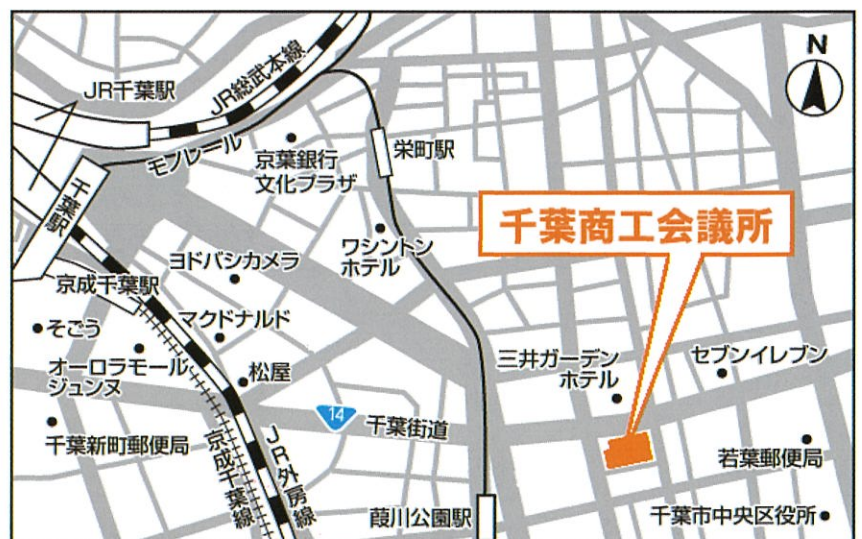 N
JR千葉駅
JR総武本線
モノレール
京葉銀行
文化プラザ
栄町駅
千葉駅
千葉商工会議所
ワシントン
ホテル
ヨドバシカメラ
京成千葉駅
そごう
マクドナルド
オーロラモール
ジュンヌ
松屋
三井ガーデン
ホテル
セブンイレブン
14
千葉街道
千葉新町郵便局
京成千葉線
JR外房線
若葉郵便局
葭川公園駅
千葉市中央区役所